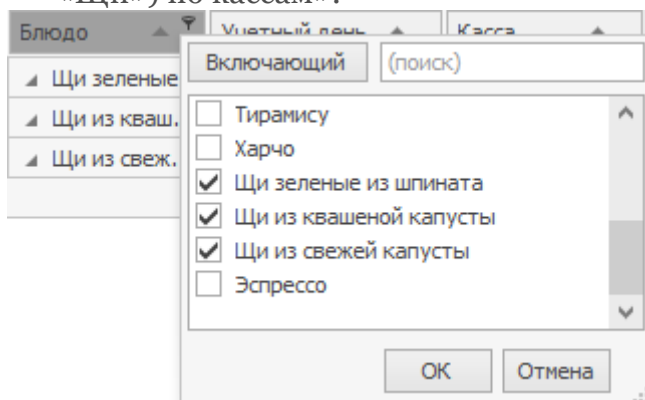 «Щи») по кассам».
Блюдо Учетный день Касса
Включающий (поиск)
Щи зеленые
Щи из кваш.
Щи из свеж.
Тирамису
Харчо
Щи зеленые из шпината
Щи из квашеной капусты
Щи из свежей капусты
Эспрессо
ОК Отмена